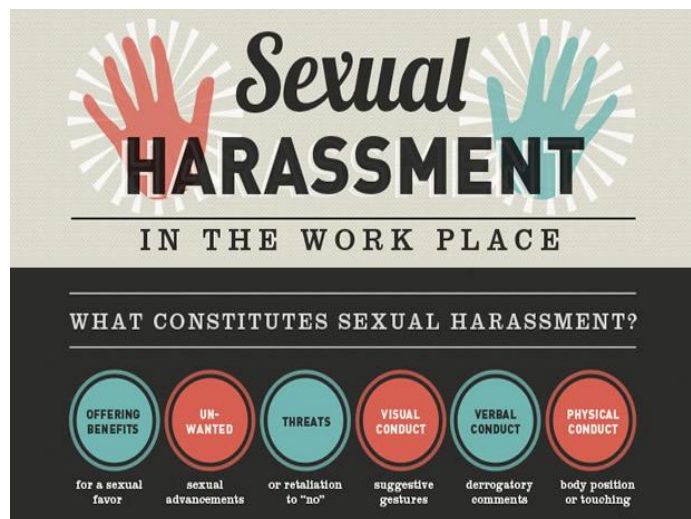 Sexual
HARASSMENT
IN THE WORK PLACE
WHAT CONSTITUTES SEXUAL HARASSMENT?
OFFERING
BENEFITS
for a sexual
favor
UN-
WANTED
sexual
advancements
THREATS
or retaliation
to "no"
VISUAL
CONDUCT
suggestive
gestures
VERBAL
CONDUCT
derrogatory
comments
PHYSICAL
CONDUCT
body position
or touching